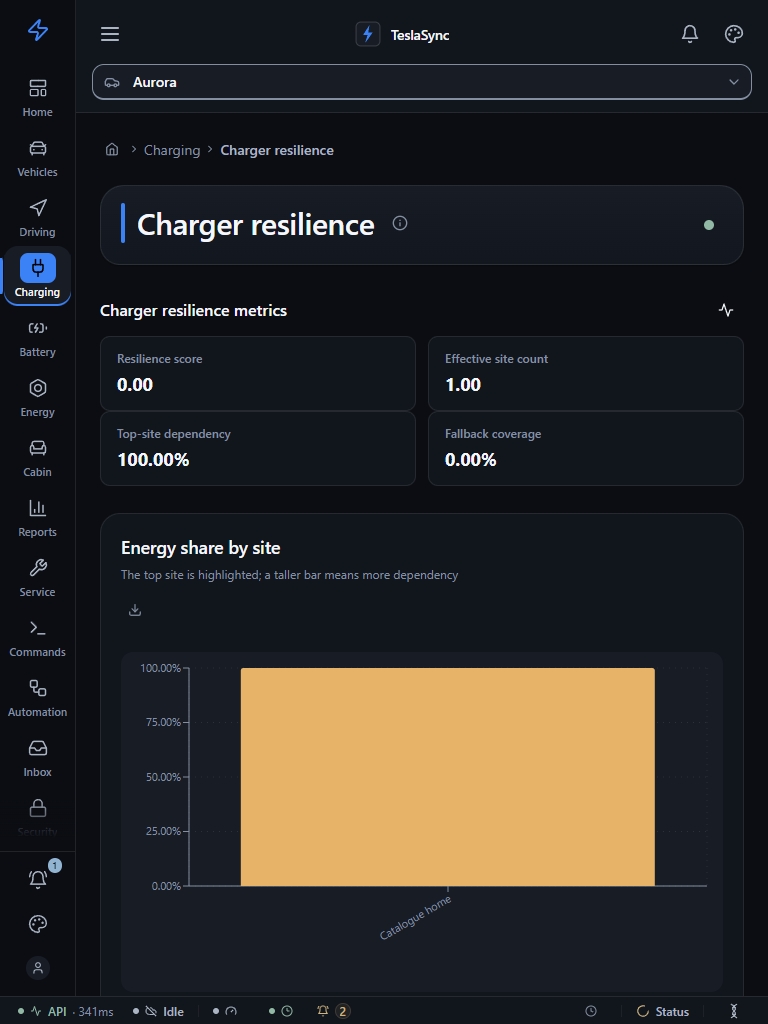 TeslaSync
Aurora
Home
Vehicles
Driving
Charging
Battery
Energy
Cabin
Reports
Service
Commands
Automation
Inbox
Security
1
Charging
Charger resilience
Charger resilience
Charger resilience metrics
Resilience score
0.00
Effective site count
1.00
Top-site dependency
100.00%
Fallback coverage
0.00%
Energy share by site
The top site is highlighted; a taller bar means more dependency
100.00%
75.00%
50.00%
25.00%
0.00%
Catalogue home
API · 341ms
Idle
2
Status